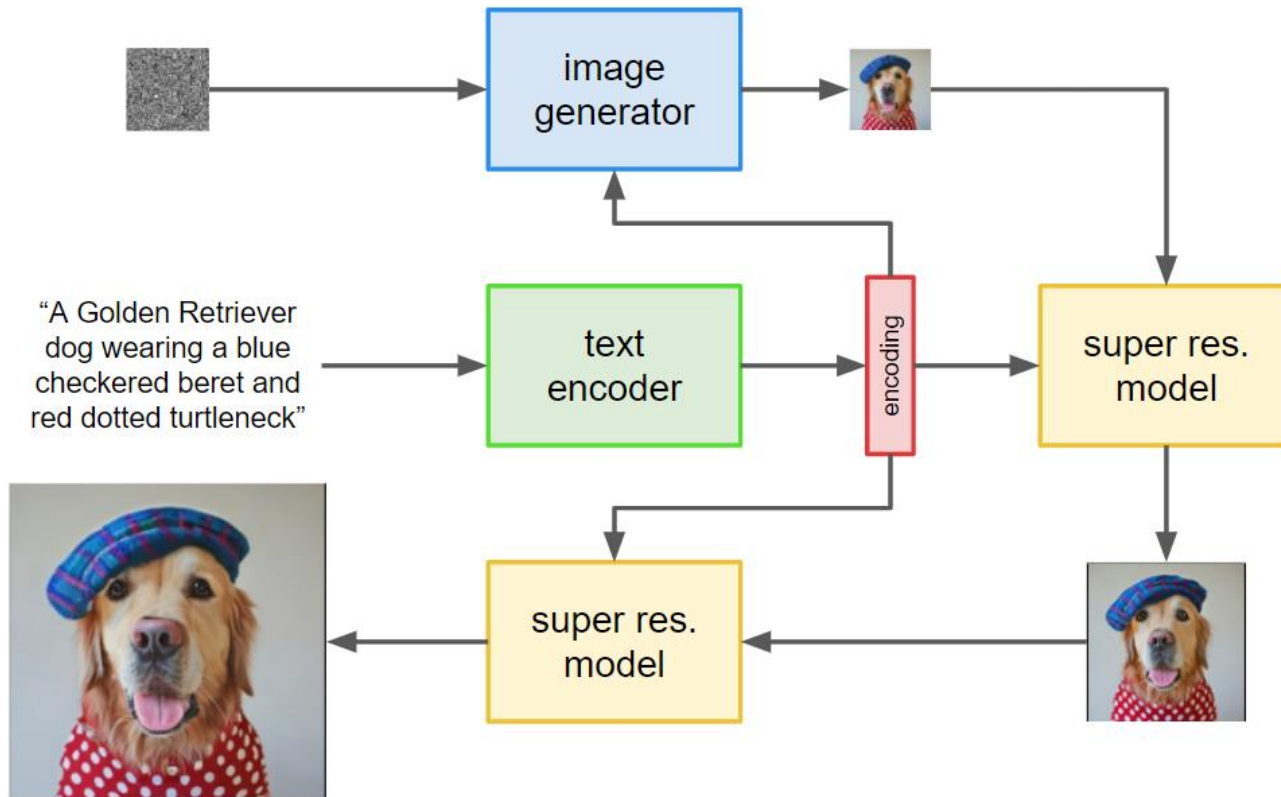 image
generator
“A Golden Retriever
dog wearing a blue
checkered beret and
red dotted turtleneck”
text
encoder
encoding
super res.
model
super res.
model